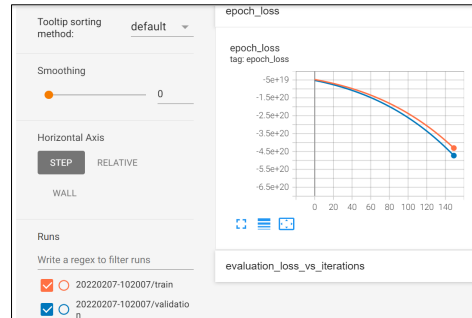 Tooltip sorting
method:
default
Smoothing
0
Horizontal Axis
STEP
RELATIVE
WALL
Runs
Write a regex to filter runs
20220207-102007/train
20220207-102007/validatio
n
epoch_loss
epoch_loss
tag: epoch_loss
-5e+19
-1.5e+20
-2.5e+20
-3.5e+20
-4.5e+20
-5.5e+20
-6.5e+20
0 20 40 60 80 100 120 140
evaluation_loss_vs_iterations